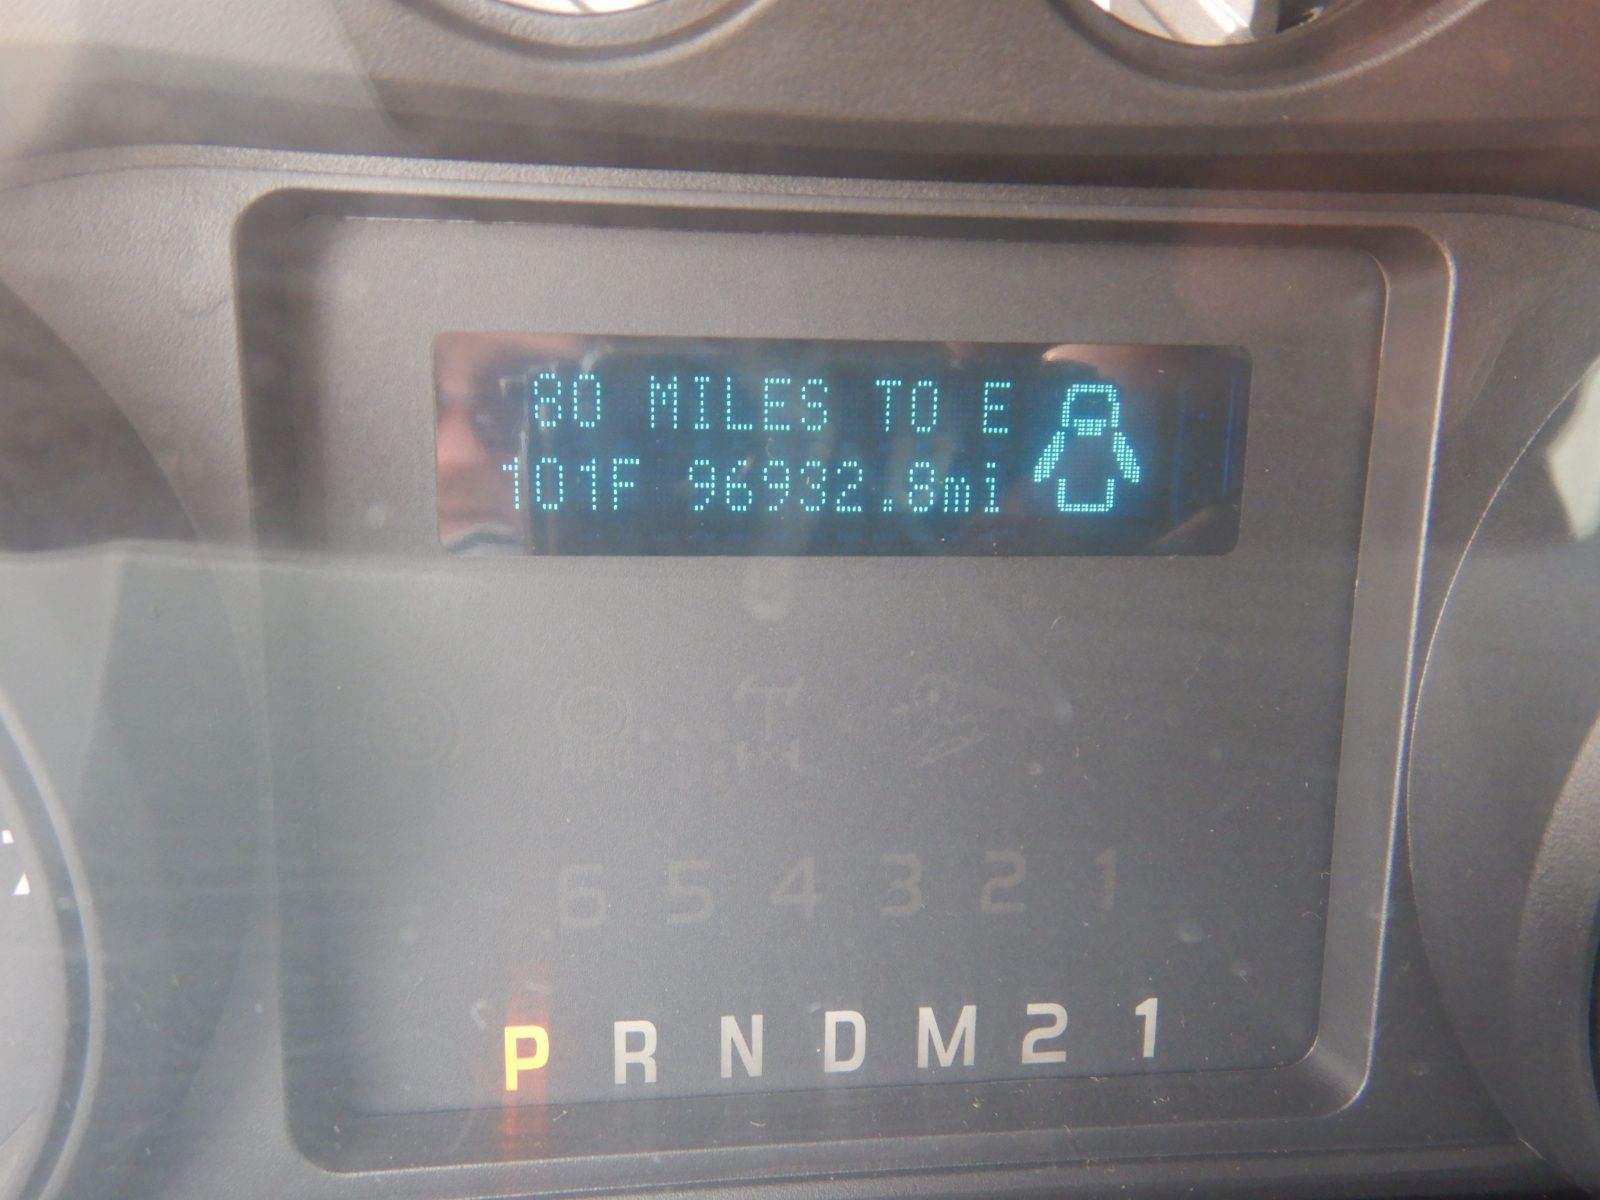 80 MILES TO E
101F 96932.8mi
6 5 4 3 2 1
P R N D M 2 1